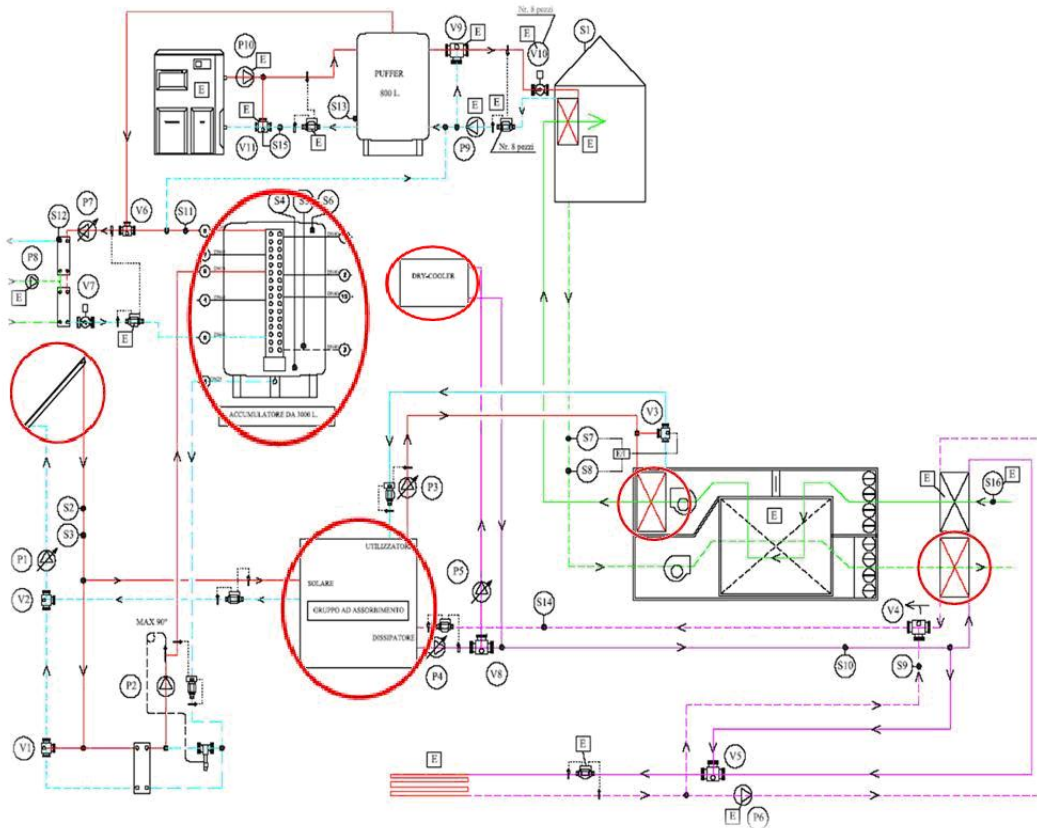 Nr. 8 pezzi
P10
E
V9
E
E
V10
S1
PUFFER
800 L.
E
S13
E
E
E
E
V11
S15
E
P9
Nr. 8 pezzi
S12
P7
V6
S11
S4
S5
S6
P8
E
V7
E
DRY-COOLER
ACCUMULATORE DA 3000 L.
V3
S7
S8
P3
E
S16
E
E
S2
S3
P1
V2
UTILIZZATORE
SOLARE
GRUPPO AD ASSORBIMENTO
DISSIPATORE
P5
S14
V4
MAX 90°
P2
P4
V8
S10
S9
V1
E
E
V5
E
P6